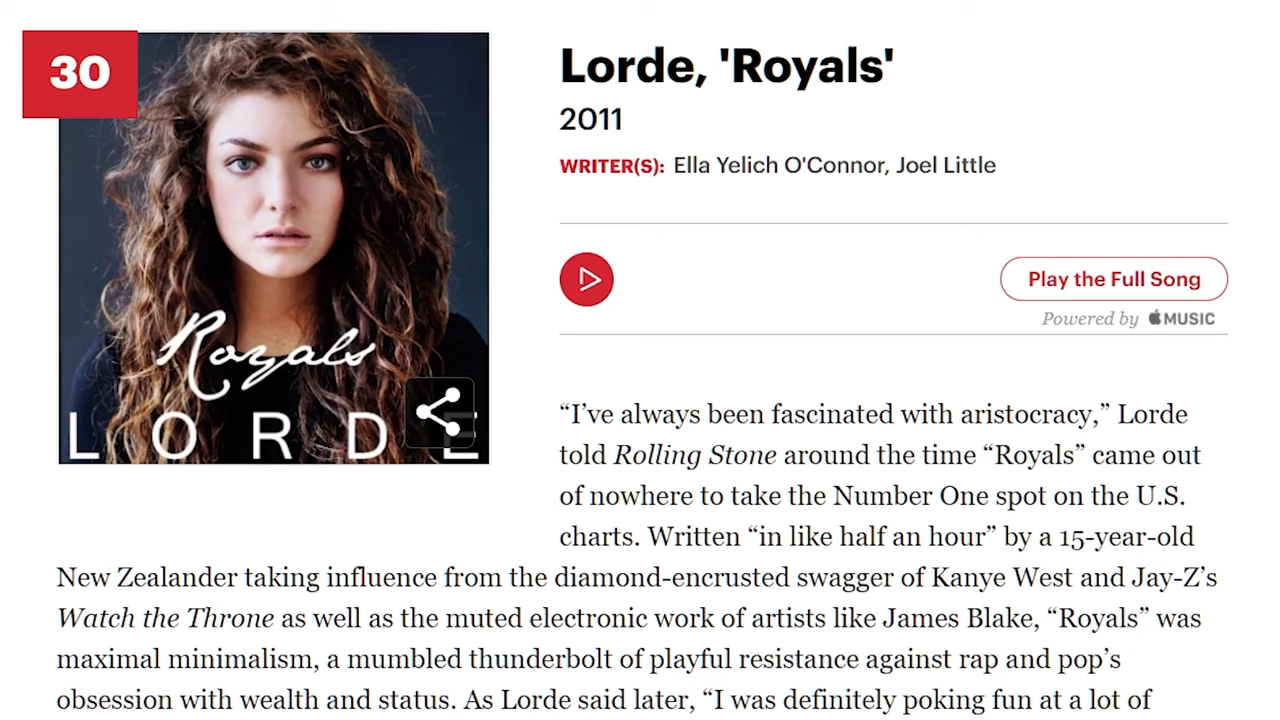 30
Royals
LORDE
Lorde, 'Royals'
2011
WRITER(S): Ella Yelich O'Connor, Joel Little
Play the Full Song
Powered by MUSIC
“I’ve always been fascinated with aristocracy,” Lorde
told Rolling Stone around the time “Royals” came out
of nowhere to take the Number One spot on the U.S.
charts. Written “in like half an hour” by a 15-year-old
New Zealander taking influence from the diamond-encrusted swagger of Kanye West and Jay-Z’s
Watch the Throne as well as the muted electronic work of artists like James Blake, “Royals” was
maximal minimalism, a mumbled thunderbolt of playful resistance against rap and pop’s
obsession with wealth and status. As Lorde said later, “I was definitely poking fun at a lot of